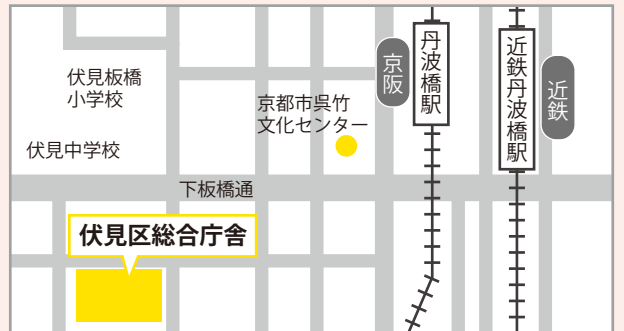 伏見板橋
小学校
伏見中学校
京都市呉竹
文化センター
京阪
丹波橋駅
近鉄丹波橋駅
近鉄
下板橋通
伏見区総合庁舎